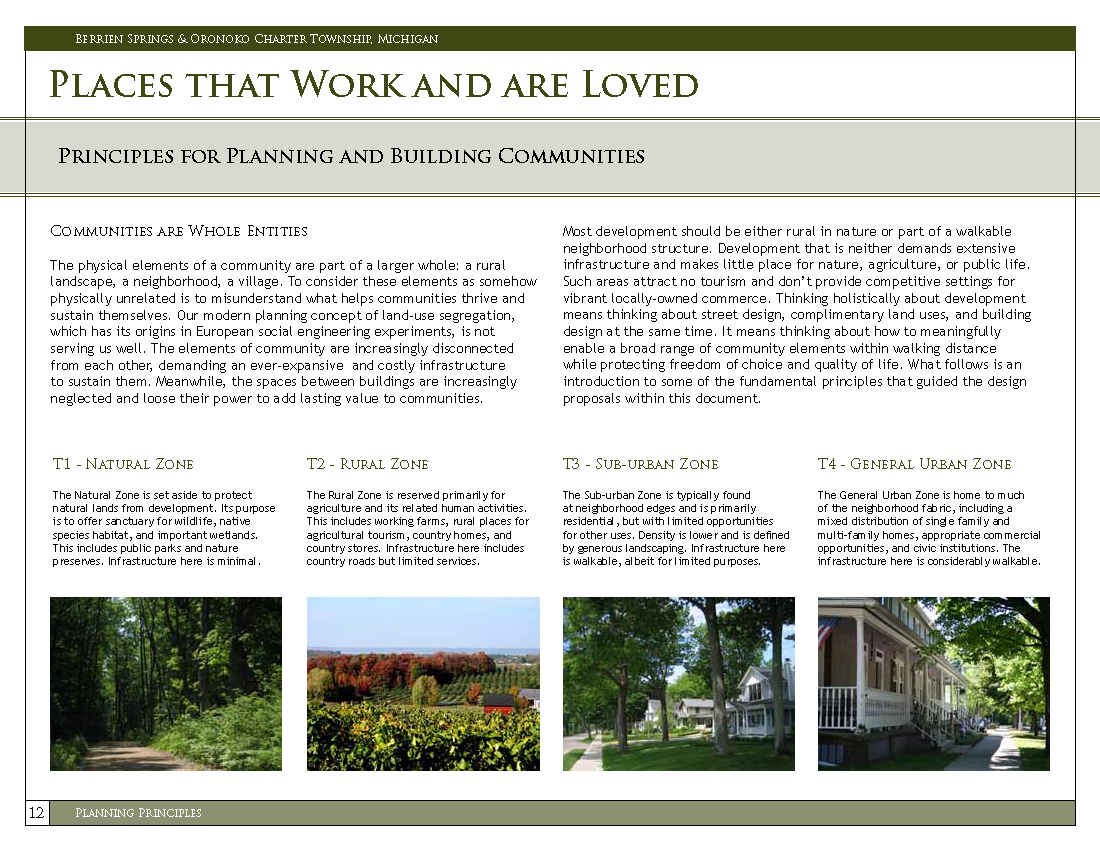 Berrien Springs & Oronoko Charter Township, Michigan
Places that Work and are Loved
Principles for Planning and Building Communities
Communities are Whole Entities
The physical elements of a community are part of a larger whole: a rural
landscape, a neighborhood, a village. To consider these elements as somehow
physically unrelated is to misunderstand what helps communities thrive and
sustain themselves. Our modern planning concept of land-use segregation,
which has its origins in European social engineering experiments, is not
serving us well. The elements of community are increasingly disconnected
from each other, demanding an ever-expansive and costly infrastructure
to sustain them. Meanwhile, the spaces between buildings are increasingly
neglected and loose their power to add lasting value to communities.
Most development should be either rural in nature or part of a walkable
neighborhood structure. Development that is neither demands extensive
infrastructure and makes little place for nature, agriculture, or public life.
Such areas attract no tourism and don't provide competitive settings for
vibrant locally-owned commerce. Thinking holistically about development
means thinking about street design, complimentary land uses, and building
design at the same time. It means thinking about how to meaningfully
enable a broad range of community elements within walking distance
while protecting freedom of choice and quality of life. What follows is an
introduction to some of the fundamental principles that guided the design
proposals within this document.
T1 - Natural Zone
The Natural Zone is set aside to protect
natural lands from development. Its purpose
is to offer sanctuary for wildlife, native
species habitat, and important wetlands.
This includes public parks and nature
preserves. Infrastructure here is minimal.
T2 - Rural Zone
The Rural Zone is reserved primarily for
agriculture and its related human activities.
This includes working farms, rural places for
agricultural tourism, country homes, and
country stores. Infrastructure here includes
country roads but limited services.
T3 - Sub-urban Zone
The Sub-urban Zone is typically found
at neighborhood edges and is primarily
residential, but with limited opportunities
for other uses. Density is lower and is defined
by generous landscaping. Infrastructure here
is walkable, albeit for limited purposes.
T4 - General Urban Zone
The General Urban Zone is home to much
of the neighborhood fabric, including a
mixed distribution of single family and
multi-family homes, appropriate commercial
opportunities, and civic institutions. The
infrastructure here is considerably walkable.
12
Planning Principles